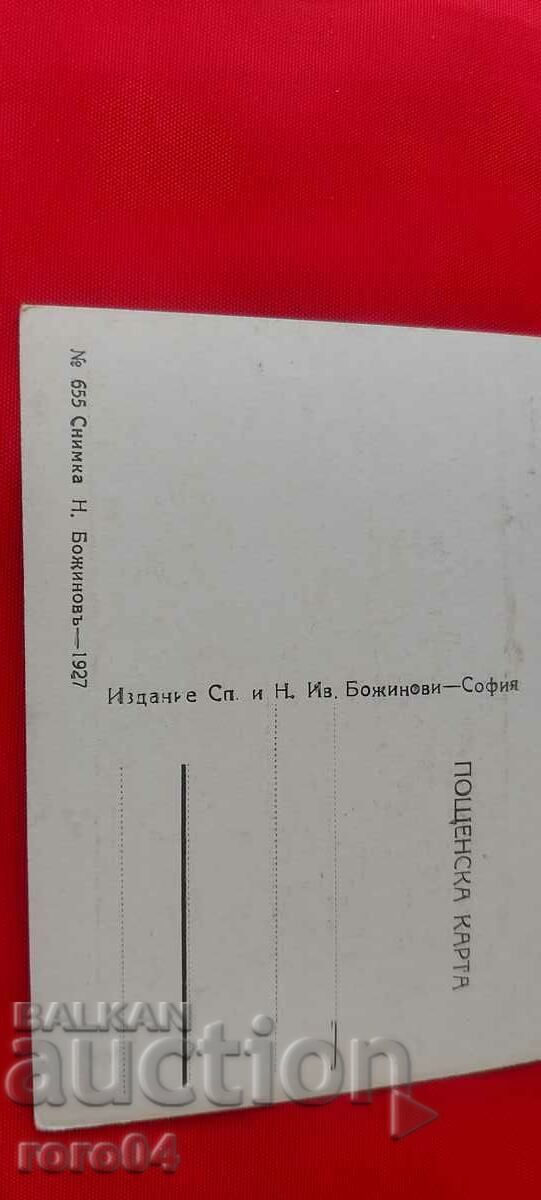 № 655 Снимка Н. Божиновъ—1927
Издание Сп. и Н. Ив. Божинови—София
ПОЩЕНСКА КАРТА
BALKAN
auction
roro04